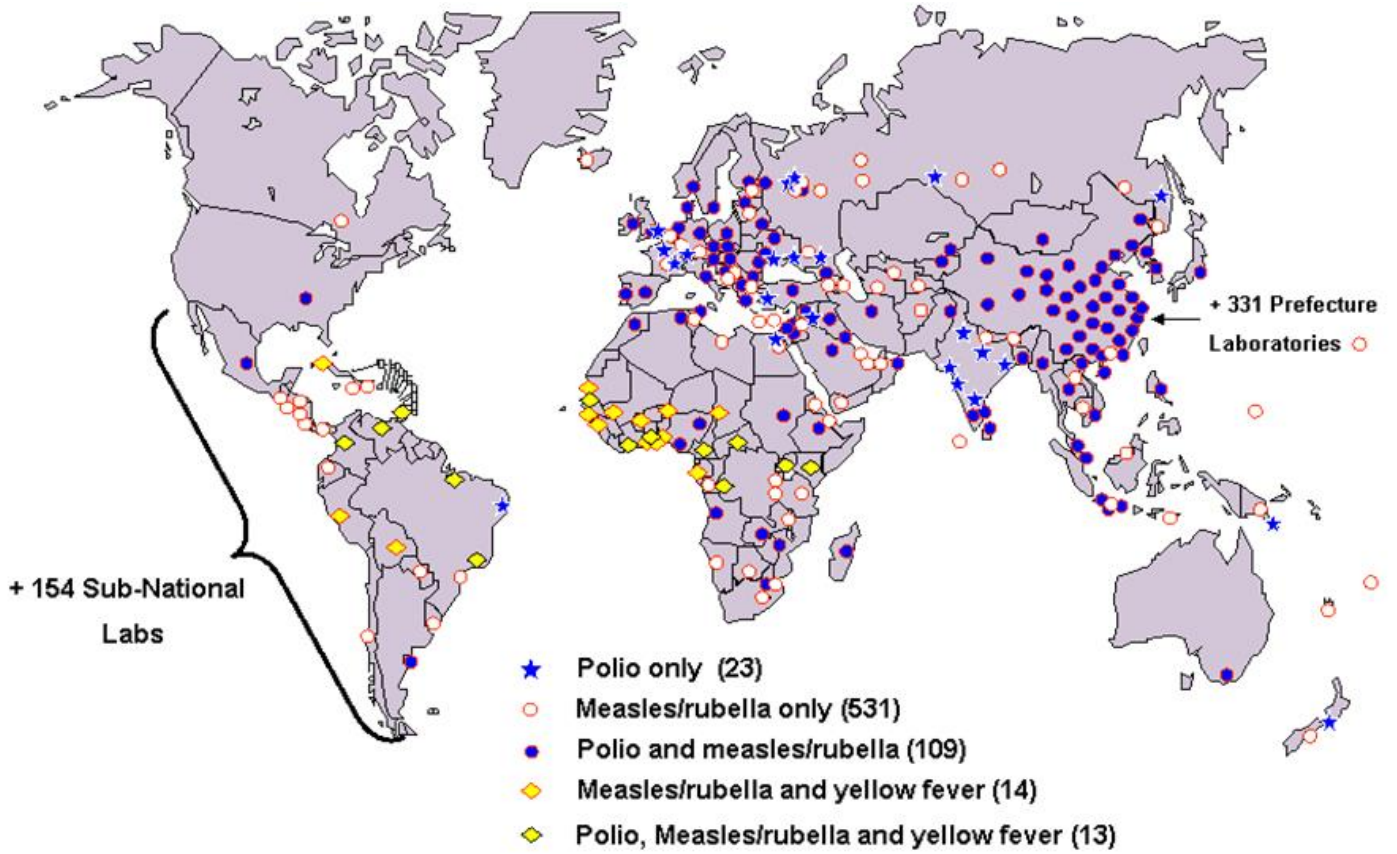 + 331 Prefecture
Laboratories
+ 154 Sub-National
Labs
Polio only (23)
Measles/rubella only (531)
Polio and measles/rubella (109)
Measles/rubella and yellow fever (14)
Polio, Measles/rubella and yellow fever (13)